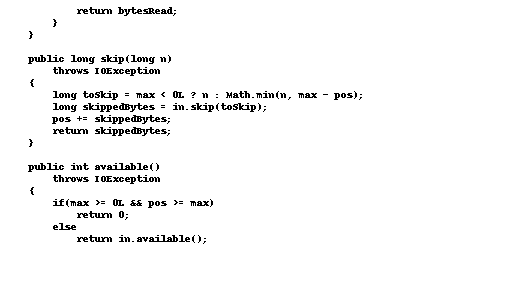 return bytesRead;
}
}
public long skip(long n)
throws IOException
{
long toSkip = max < 0L ? n : Math.min(n, max - pos);
long skippedBytes = in.skip(toSkip);
pos += skippedBytes;
return skippedBytes;
}
public int available()
throws IOException
{
if(max >= 0L && pos >= max)
return 0;
else
return in.available();